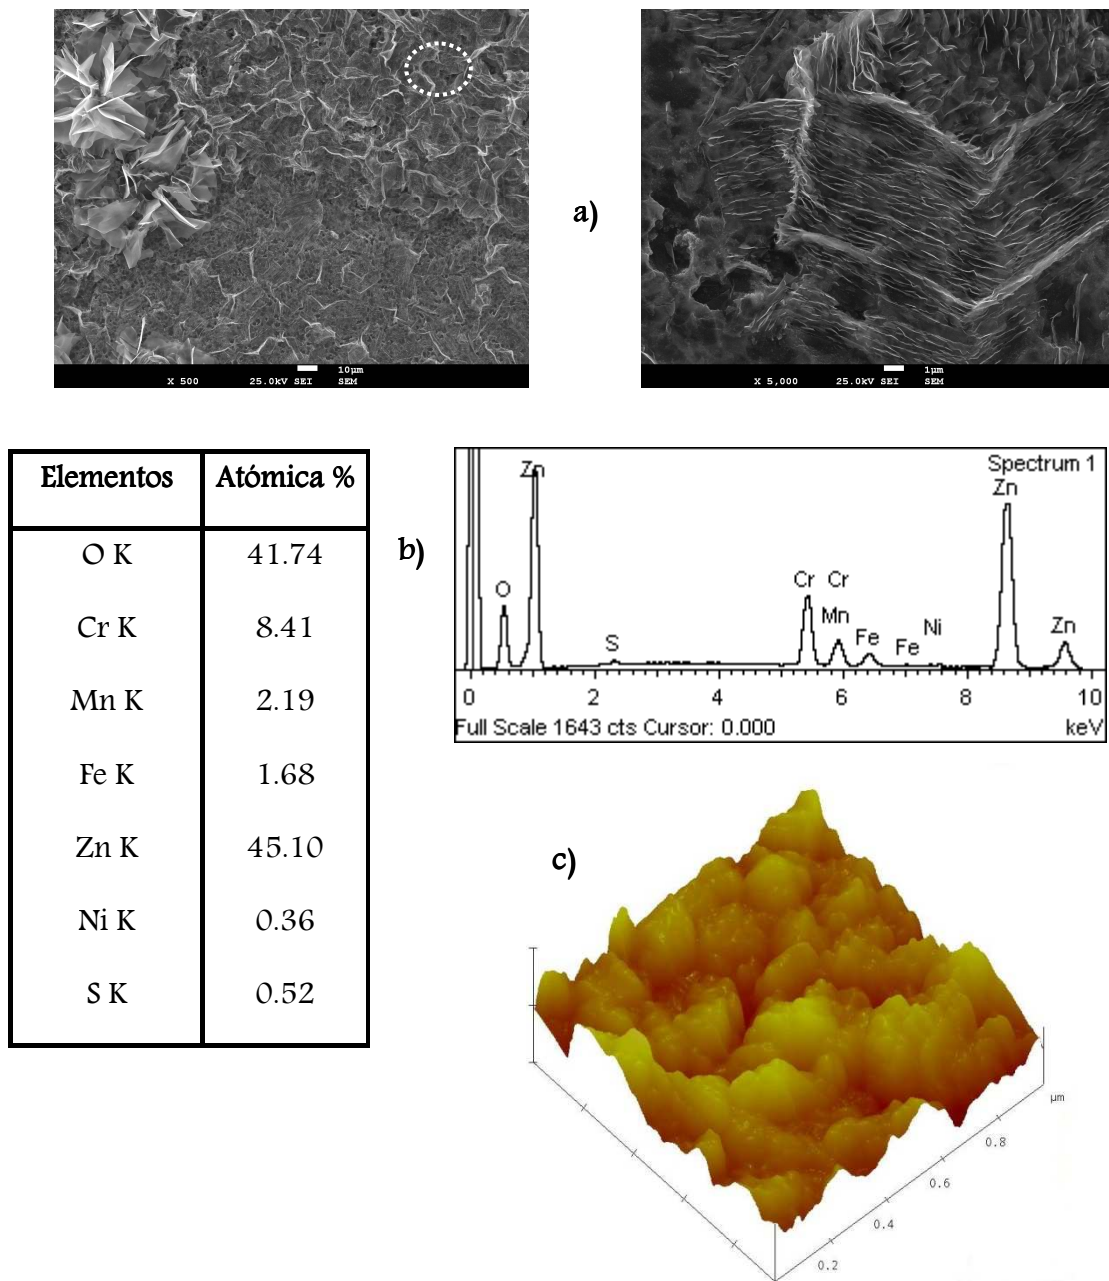 a)
X 500 25.0kV SEI SEM 10µm
X 5,000 25.0kV SEI SEM 1µm
Elementos Atómica %
O K 41.74
Cr K 8.41
Mn K 2.19
Fe K 1.68
Zn K 45.10
Ni K 0.36
S K 0.52
b)
Spectrum 1
Zn
Zn
O
S
Cr
Cr
Mn
Fe
Fe
Ni
Zn
0 2 4 6 8 10
Full Scale 1643 cts Cursor: 0.000 keV
c)
µm
0.8
0.6
0.4
0.2